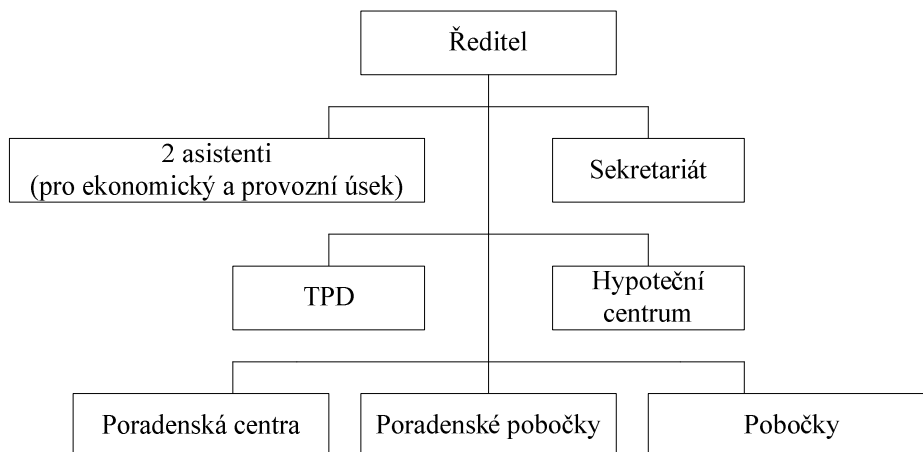 Ředitel
2 asistenti
(pro ekonomický a provozní úsek)
Sekretariát
TPD
Hypoteční
centrum
Poradenská centra
Poradenské pobočky
Pobočky